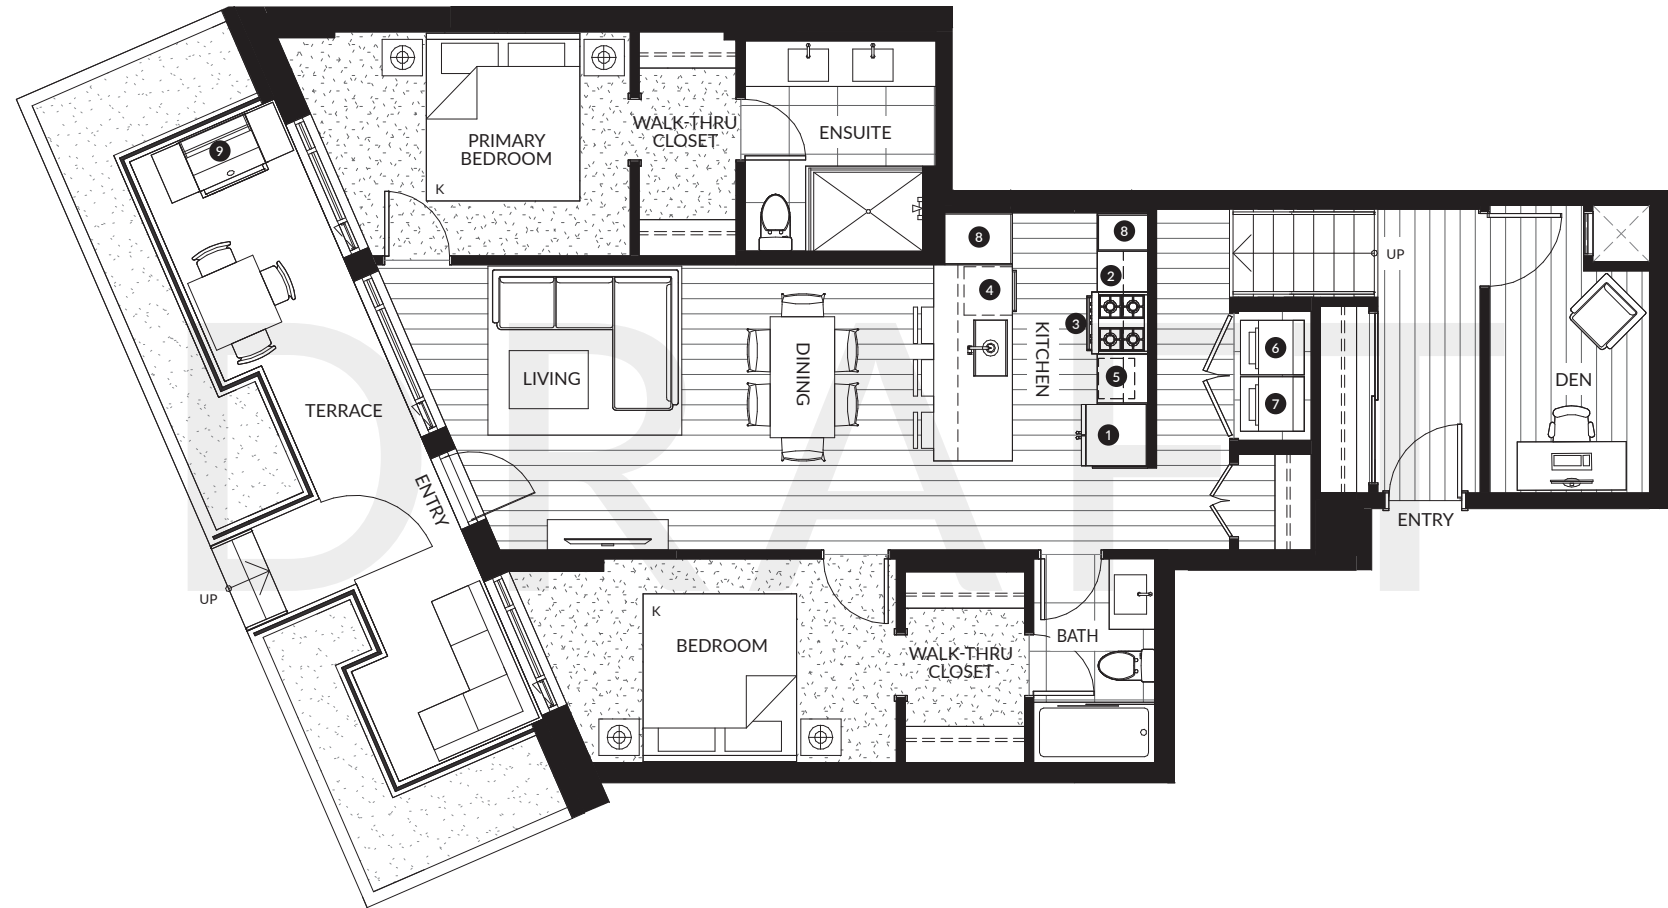 PRIMARY
BEDROOM
K
WALK-THRU
CLOSET
ENSUITE
9
8
8
2
4
3
KITCHEN
5
1
UP
6
7
DEN
ENTRY
LIVING
DINING
TERRACE
ENTRY
UP
DRAFT
K
BEDROOM
WALK-THRU
CLOSET
BATH